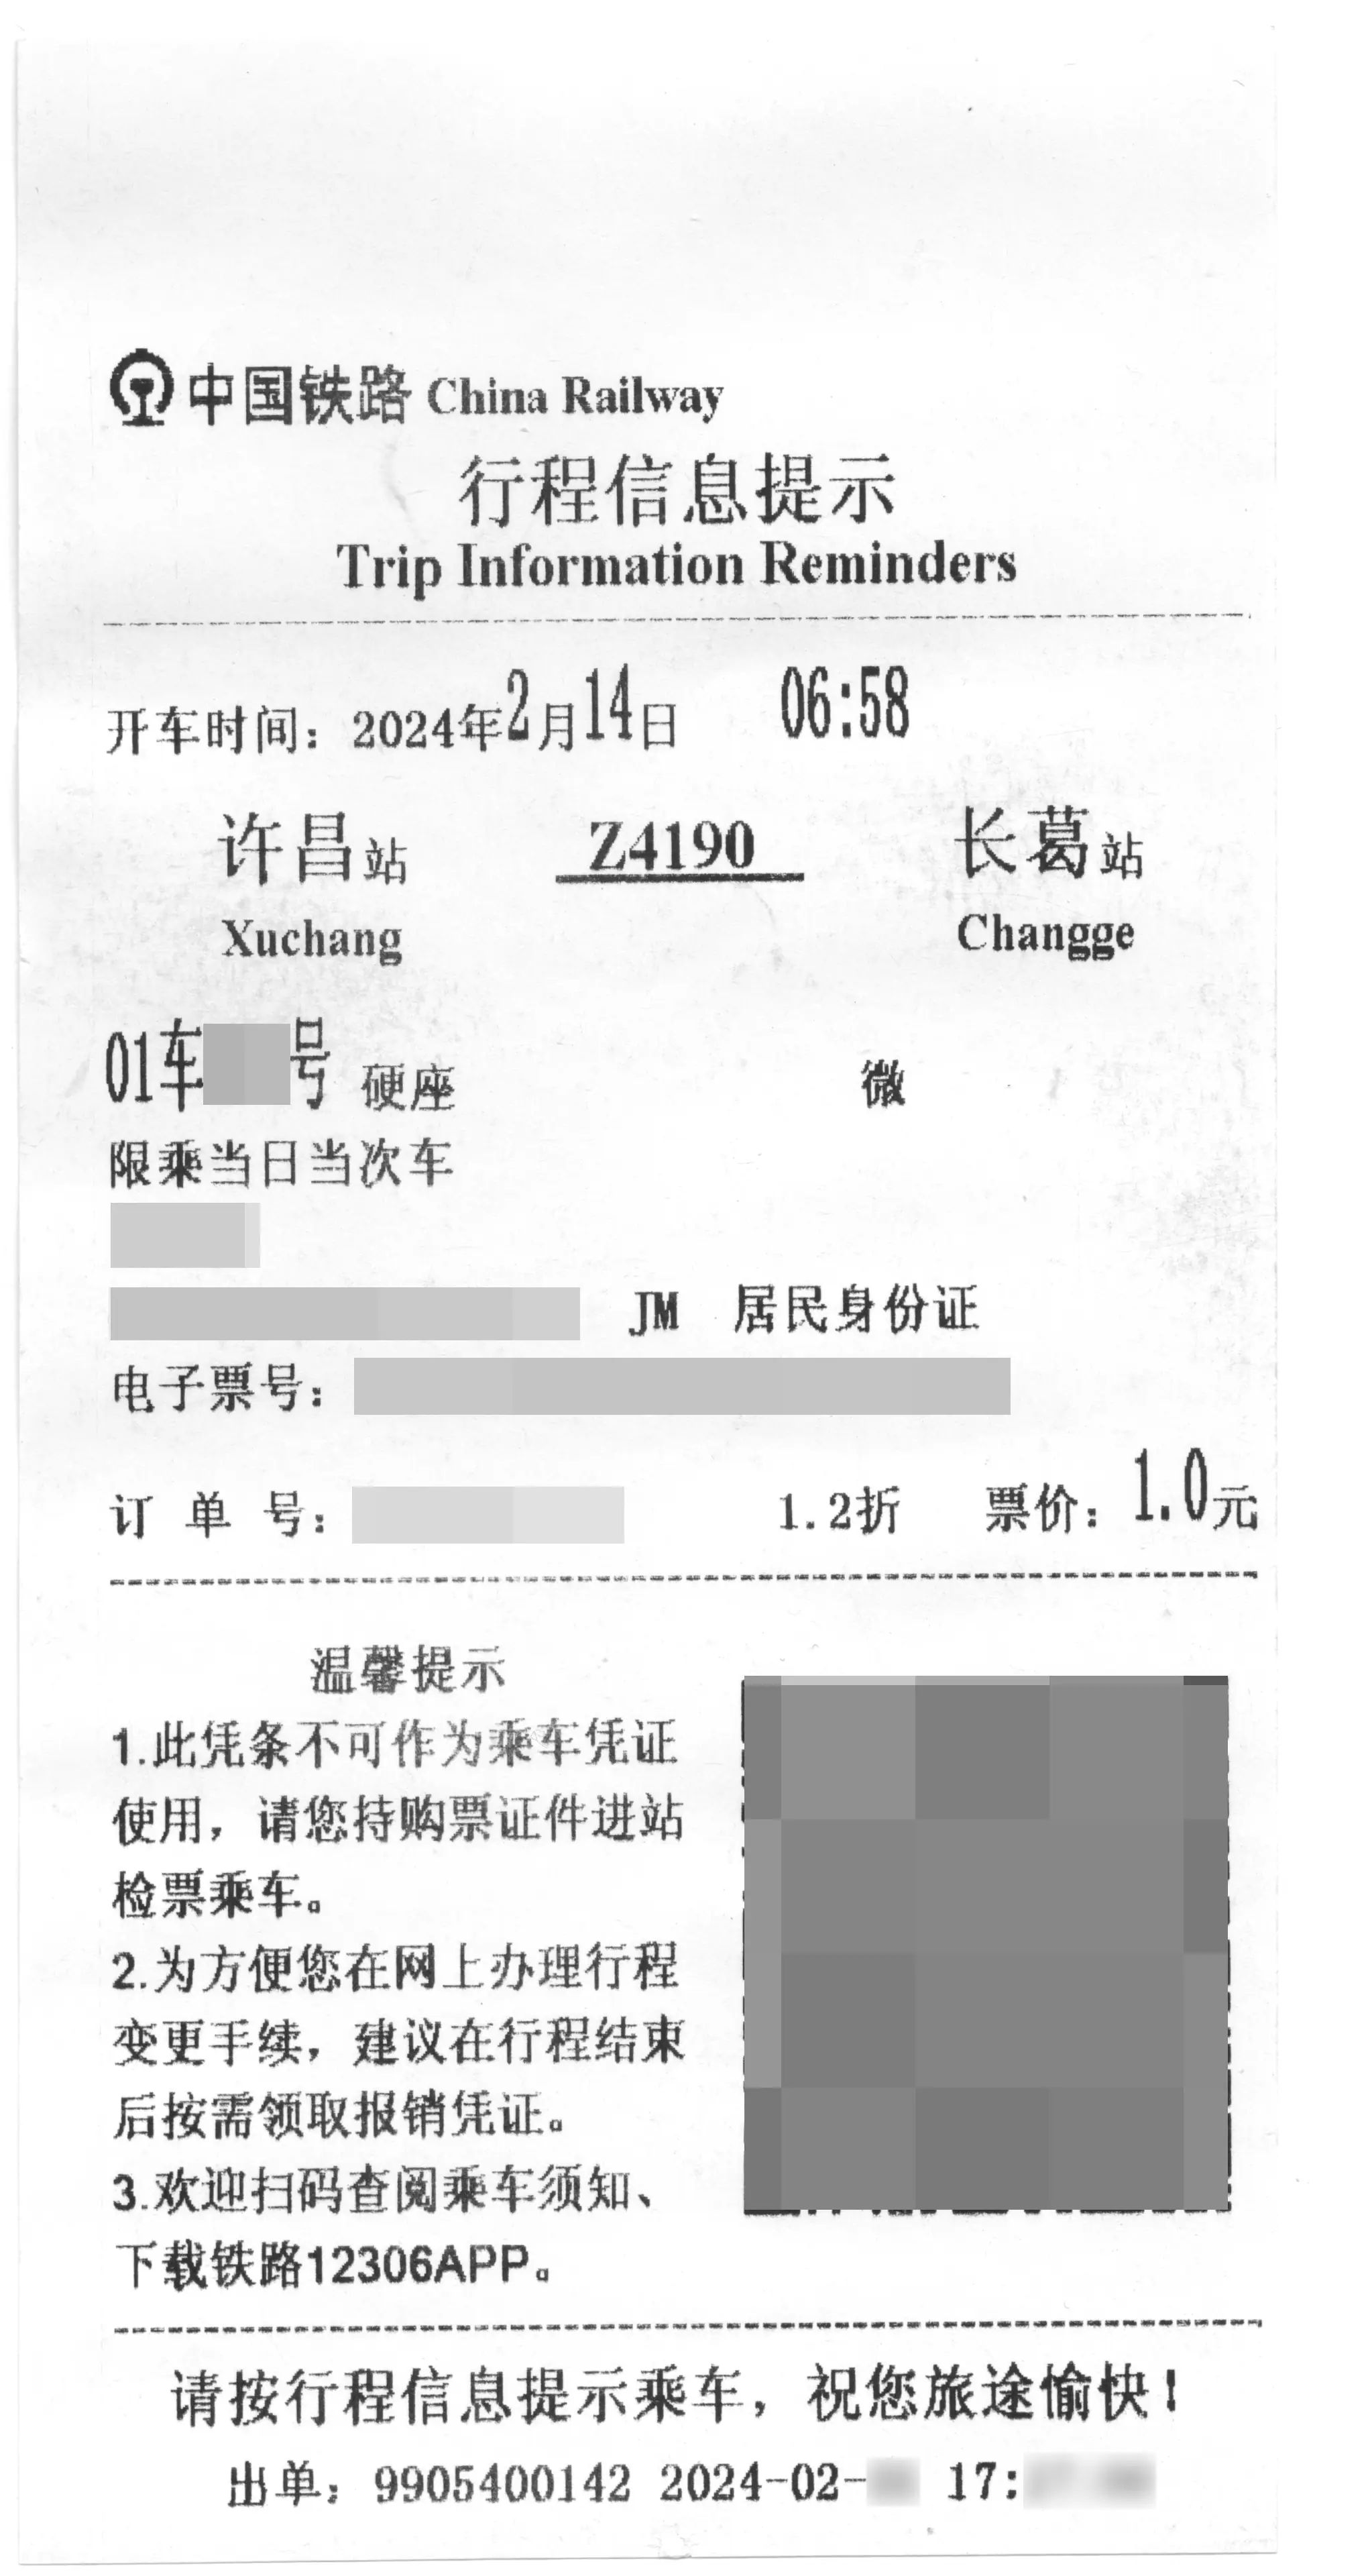 中国铁路 China Railway
行程信息提示
Trip Information Reminders
开车时间：2024年2月14日 06:58
许昌站 Z4190 长葛站
Xuchang Changge
01车 号 硬座 微
限乘当日当次车
JM 居民身份证
电子票号：
订 单 号： 1.2折 票价：1.0元
温馨提示
1.此凭条不可作为乘车凭证
使用，请您持购票证件进站
检票乘车。
2.为方便您在网上办理行程
变更手续，建议在行程结束
后按需领取报销凭证。
3.欢迎扫码查阅乘车须知、
下载铁路12306APP。
请按行程信息提示乘车，祝您旅途愉快！
出单：9905400142 2024-02- 17: